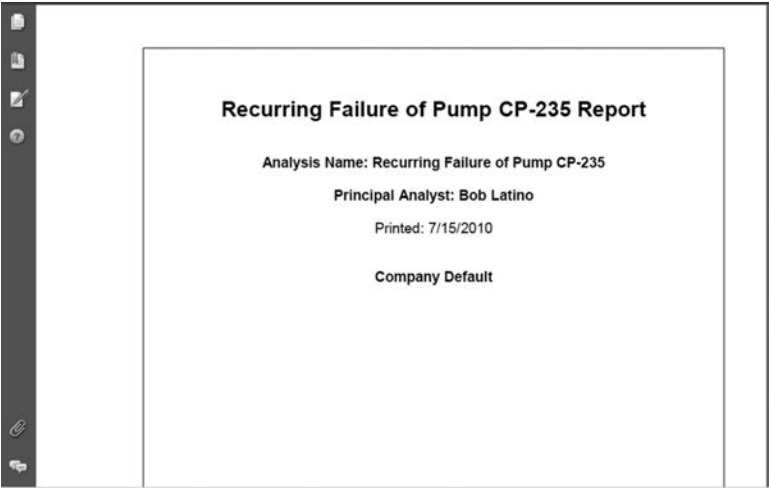 Recurring Failure of Pump CP-235 Report
Analysis Name: Recurring Failure of Pump CP-235
Principal Analyst: Bob Latino
Printed: 7/15/2010
Company Default